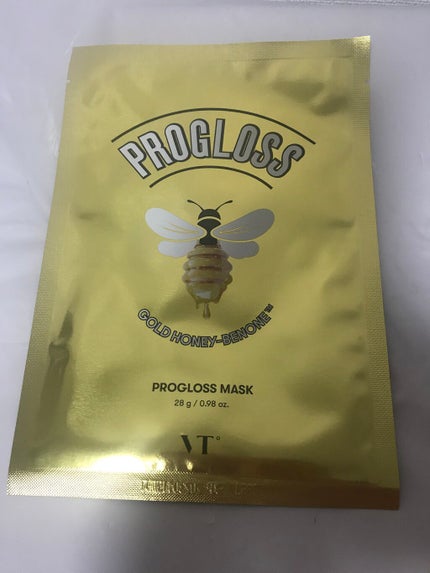 PROGLOSS
GOLD HONEY-BENONE™
PROGLOSS MASK
28 g / 0.98 oz.
VT°